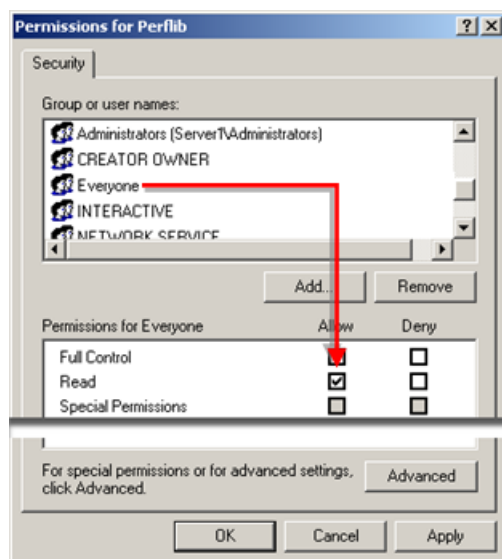 Permissions for Perflib
Security
Group or user names:
Administrators (Server1\Administrators)
CREATOR OWNER
Everyone
INTERACTIVE
NETWORK SERVICE
Add... Remove
Permissions for Everyone Allow Deny
Full Control
Read
Special Permissions
For special permissions or for advanced settings, Advanced
click Advanced.
OK Cancel Apply